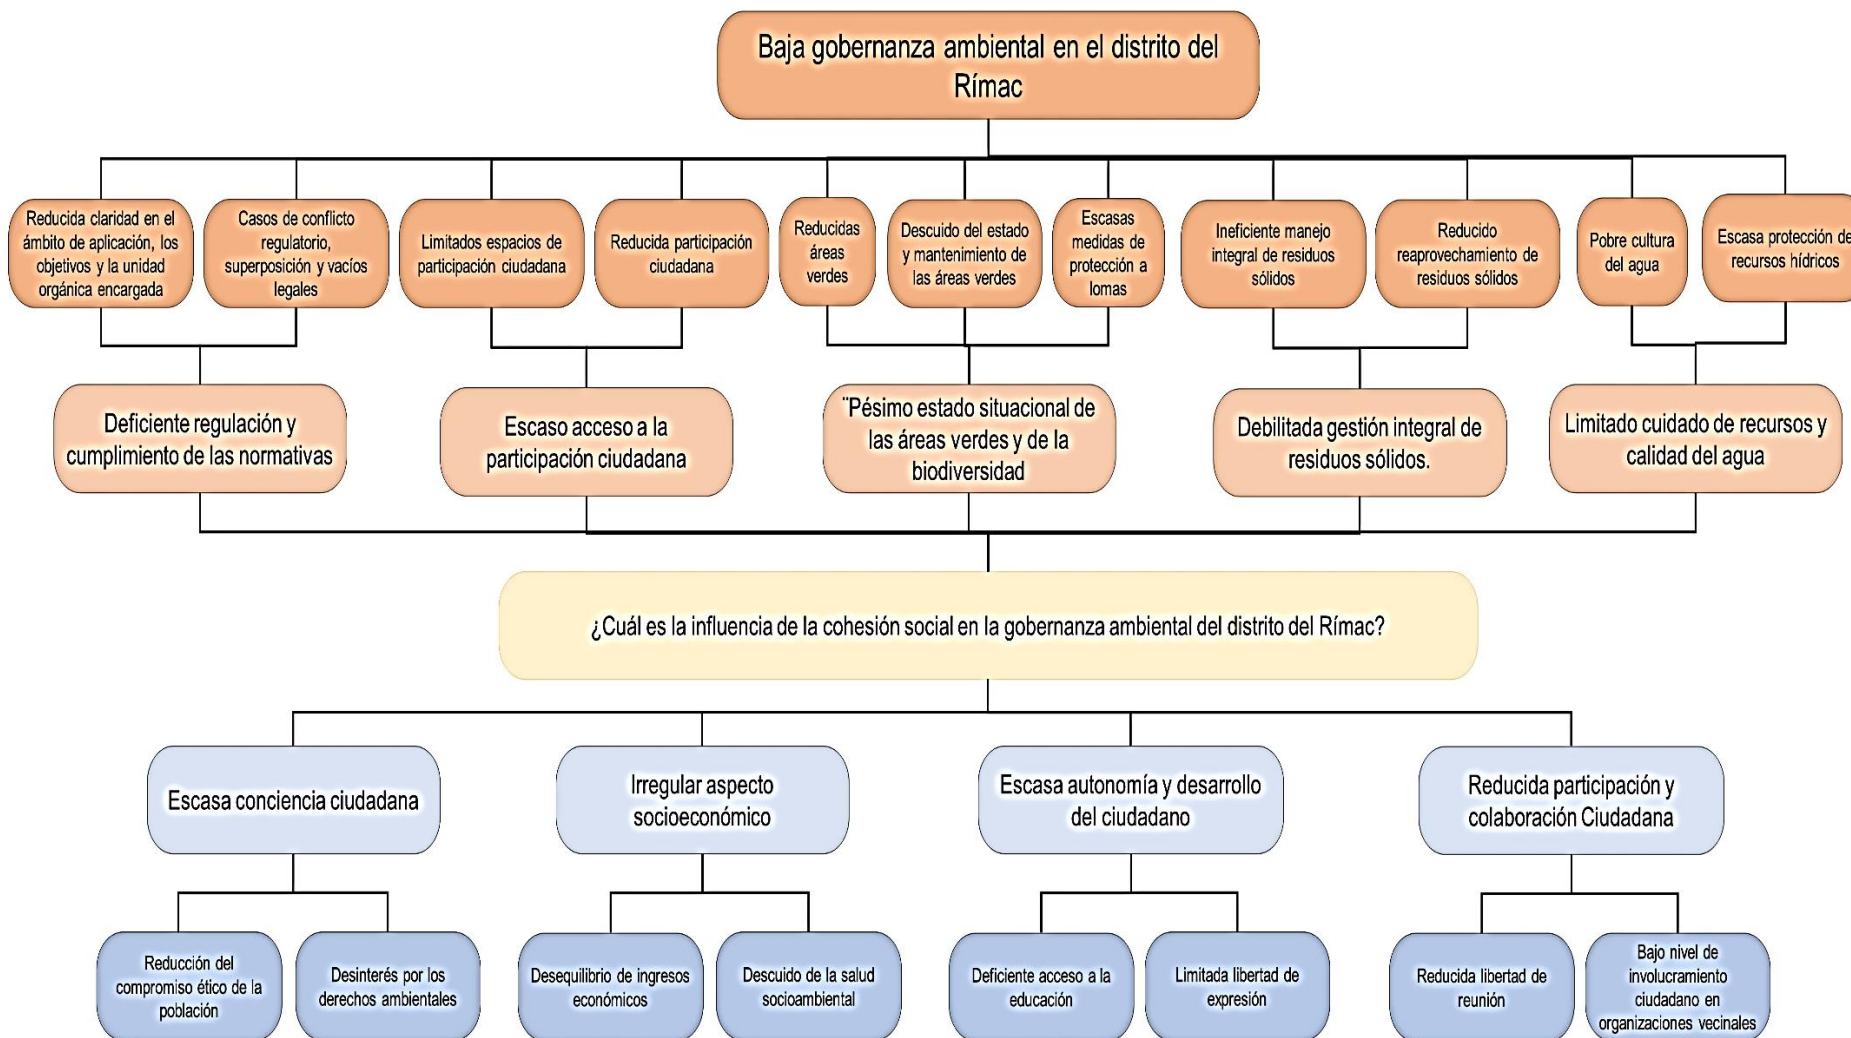 Baja gobernanza ambiental en el distrito del
Rímac
Reducida claridad en el
ámbito de aplicación, los
objetivos y la unidad
orgánica encargada
Casos de conflicto
regulatorio,
superposición y vacíos
legales
Limitados espacios de
participación ciudadana
Reducida participación
ciudadana
Reducidas
áreas
verdes
Descuido del estado
y mantenimiento de
las áreas verdes
Escasas
medidas de
protección a
lomas
Ineficiente manejo
integral de residuos
sólidos
Reducido
reaprovechamiento de
residuos sólidos
Pobre cultura
del agua
Escasa protección de
recursos hídricos
Deficiente regulación y
cumplimiento de las normativas
Escaso acceso a la
participación ciudadana
¨Pésimo estado situacional de
las áreas verdes y de la
biodiversidad
Debilitada gestión integral de
residuos sólidos.
Limitado cuidado de recursos y
calidad del agua
¿Cuál es la influencia de la cohesión social en la gobernanza ambiental del distrito del Rímac?
Escasa conciencia ciudadana
Irregular aspecto
socioeconómico
Escasa autonomía y desarrollo
del ciudadano
Reducida participación y
colaboración Ciudadana
Reducción del
compromiso ético de la
población
Desinterés por los
derechos ambientales
Desequilibrio de ingresos
económicos
Descuido de la salud
socioambiental
Deficiente acceso a la
educación
Limitada libertad de
expresión
Reducida libertad de
reunión
Bajo nivel de
involucramiento
ciudadano en
organizaciones vecinales